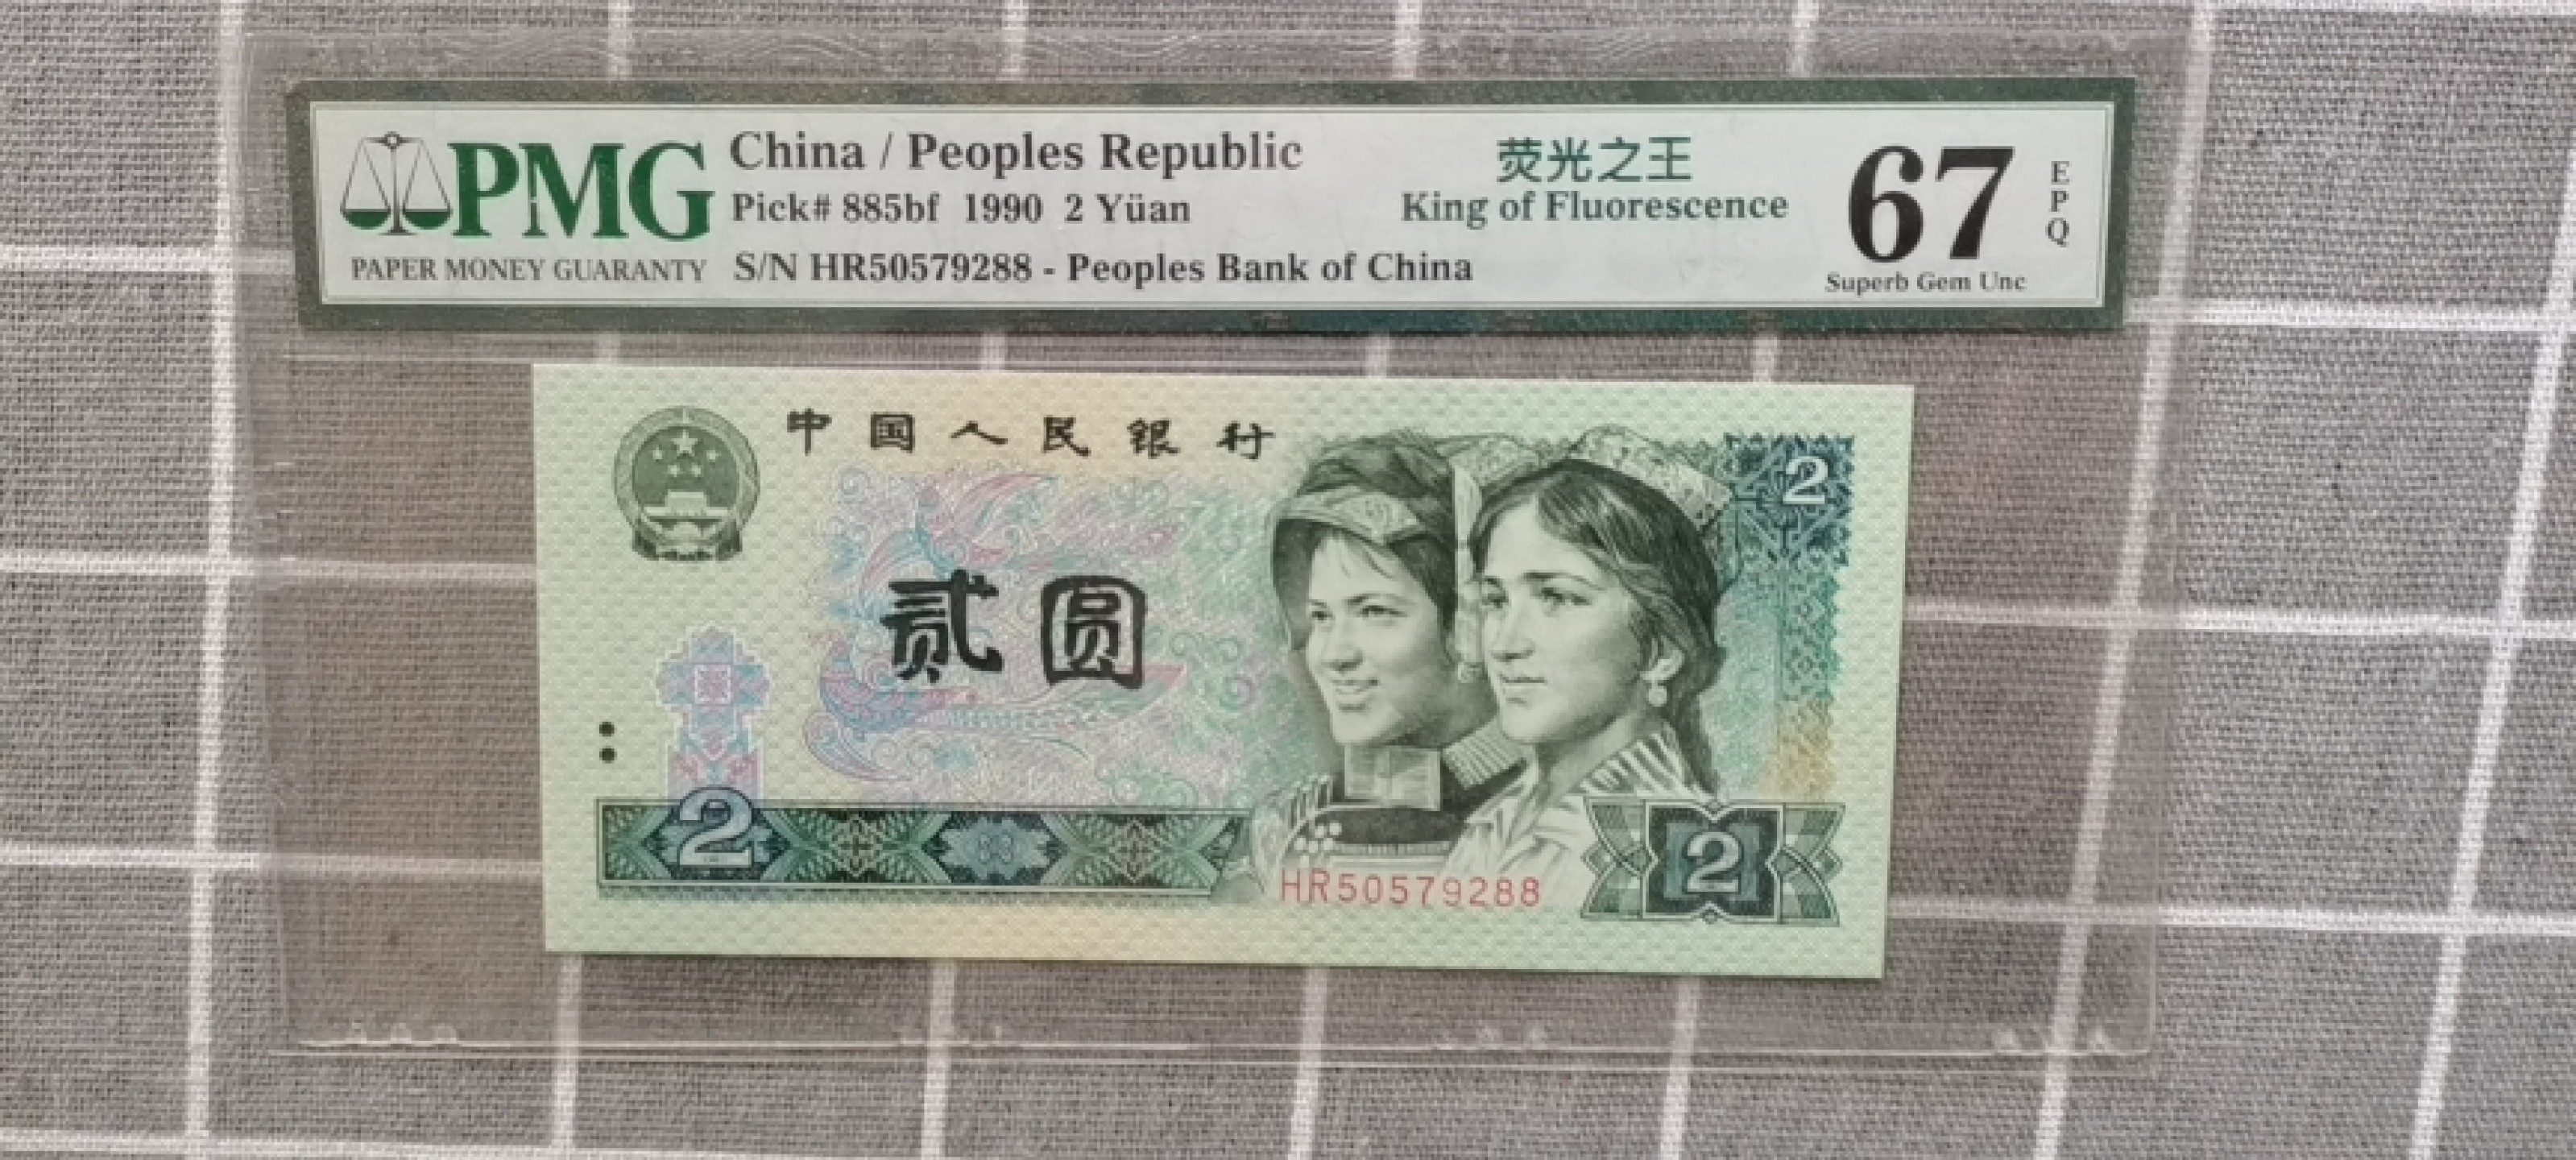 PMG
PAPER MONEY GUARANTY
China / Peoples Republic
Pick# 885bf 1990 2 Yüan
S/N HR50579288 - Peoples Bank of China
荧光之王
King of Fluorescence
67
EPQ
Superb Gem Unc
中国人民银行
2
贰圆
2
2
HR50579288